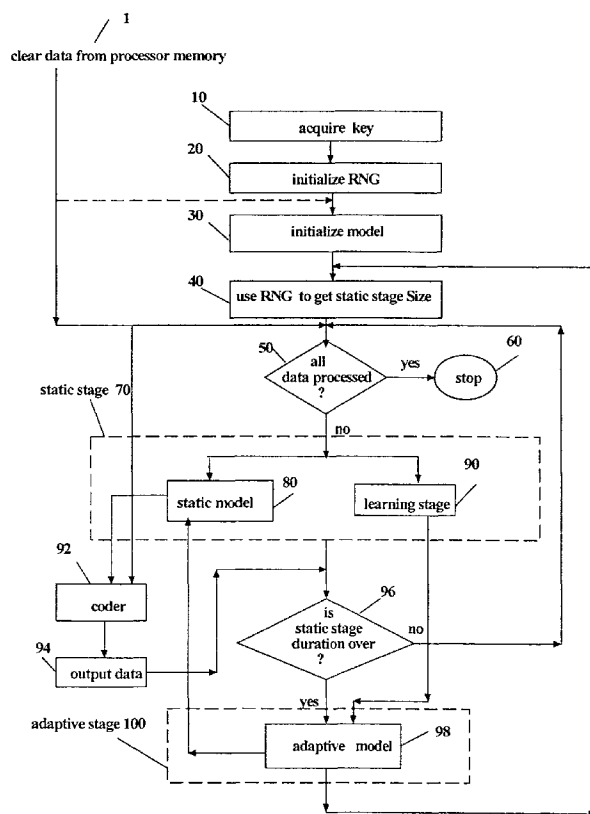 1
clear data from processor memory
10
acquire key
20
initialize RNG
30
initialize model
40
use RNG to get static stage Size
50
all
data processed
?
yes
60
stop
static stage 70
no
80
static model
90
learning stage
92
coder
94
output data
96
is
static stage
duration over
?
no
yes
adaptive stage 100
adaptive model
98